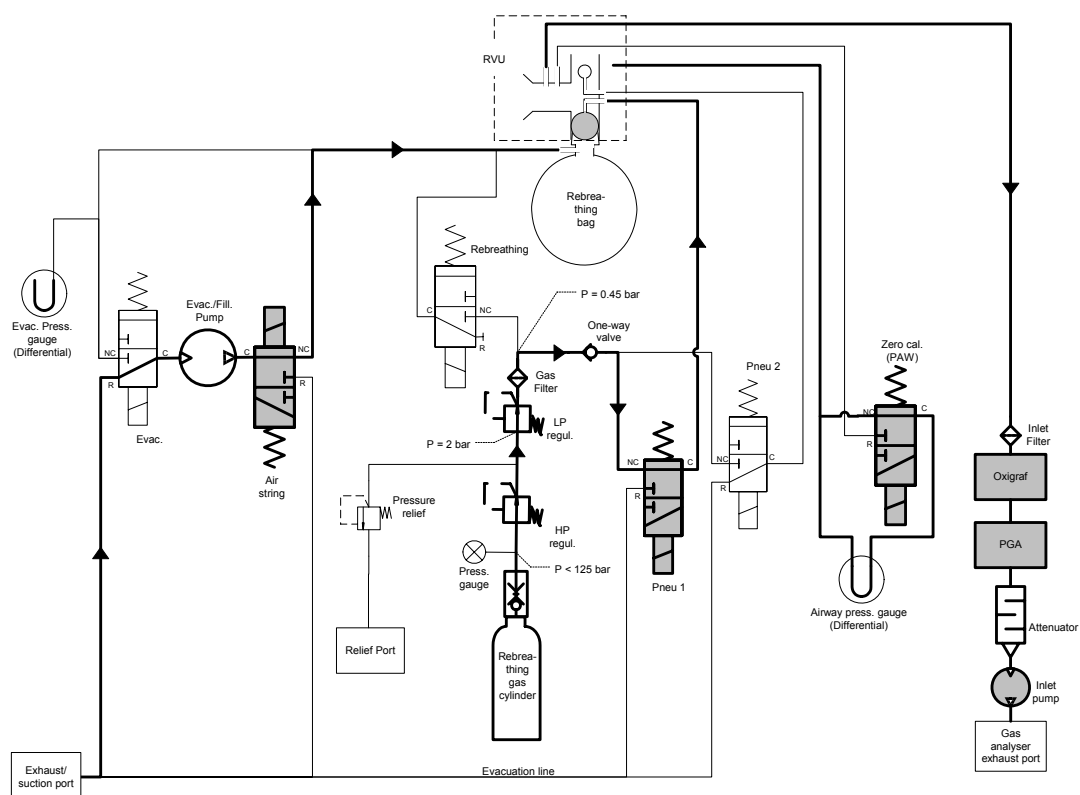 RVU
Rebrea-
thing
bag
Rebreathing
C
NC
R
P = 0.45 bar
One-way
valve
Evac. Press.
gauge
(Differential)
Evac./Fill.
Pump
NC
C
R
Evac.
C
NC
R
Air
string
Gas
Filter
LP
regul.
P = 2 bar
Pressure
relief
HP
regul.
Press.
gauge
P < 125 bar
Relief Port
Rebrea-
thing
gas
cylinder
NC
C
R
Pneu 1
Pneu 2
NC
C
R
Zero cal.
(PAW)
NC
C
R
Airway press. gauge
(Differential)
Inlet
Filter
Oxigraf
PGA
Attenuator
Inlet
pump
Gas
analyser
exhaust port
Exhaust/
suction port
Evacuation line